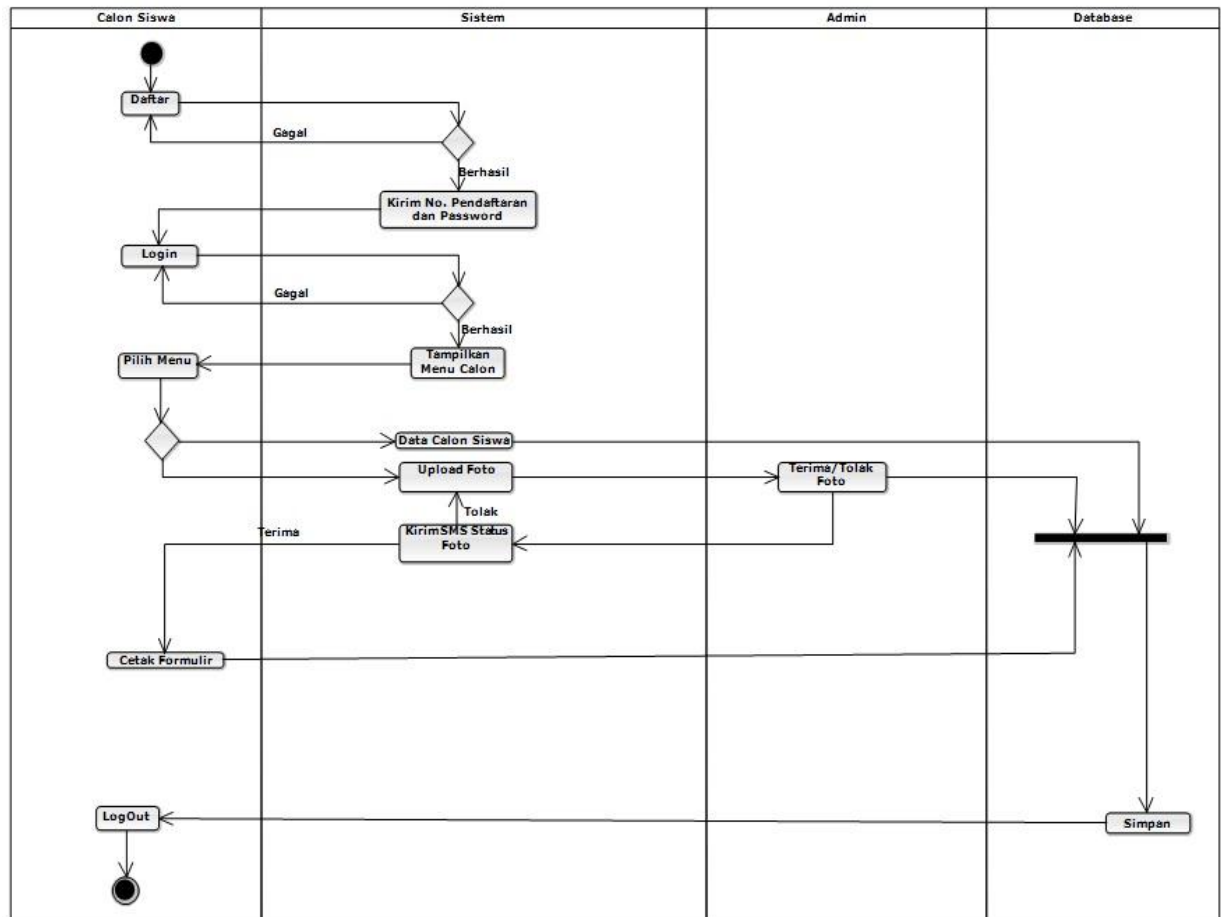 Calon Siswa
Sistem
Admin
Database
Daftar
Gagal
Berhasil
Kirim No. Pendaftaran
dan Password
Login
Gagal
Berhasil
Tampilkan
Menu Calon
Pilih Menu
Data Calon Siswa
Upload Foto
Terima/Tolak
Foto
Tolak
Terima
KirimSMS Status
Foto
Cetak Formulir
LogOut
Simpan